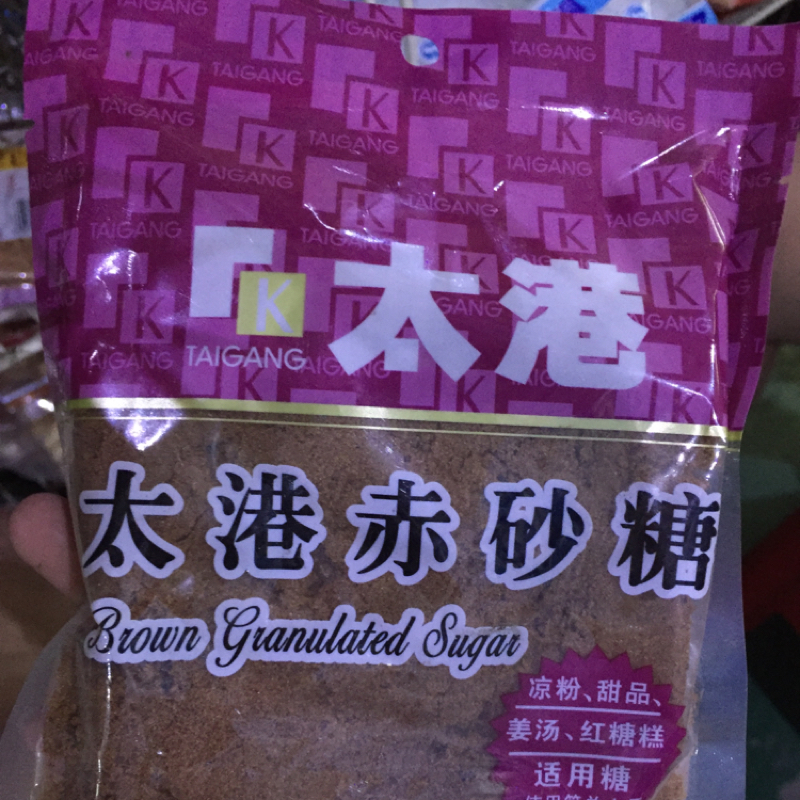 TAIGANG
太港
太港赤砂糖
Brown Granulated Sugar
凉粉、甜品、
姜汤、红糖糕
适用糖